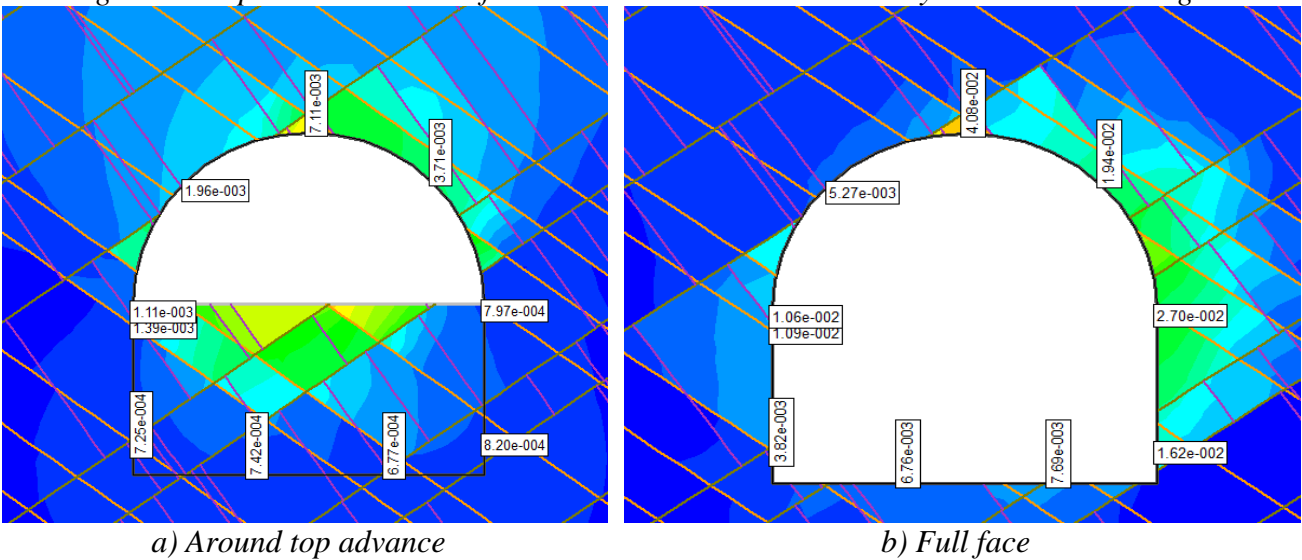 7.11e-003
3.71e-003
1.96e-003
1.11e-003
1.39e-003
7.97e-004
7.25e-004
7.42e-004
6.77e-004
8.20e-004
a) Around top advance
4.08e-002
1.94e-002
5.27e-003
1.06e-002
1.09e-002
2.70e-002
3.82e-003
6.76e-003
7.69e-003
1.62e-002
b) Full face